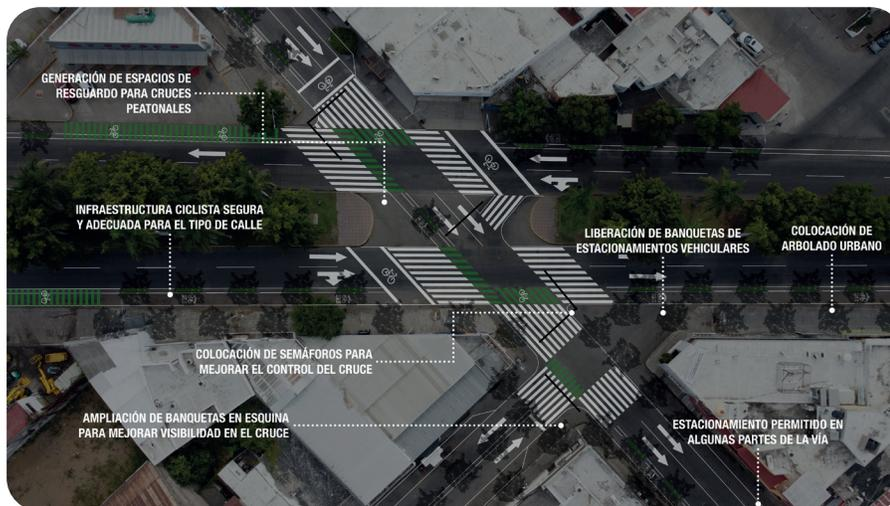 GENERACIÓN DE ESPACIOS DE
RESGUARDO PARA CRUCES
PEATONALES
INFRAESTRUCTURA CICLISTA SEGURA
Y ADECUADA PARA EL TIPO DE CALLE
LIBERACIÓN DE BANQUETAS DE
ESTACIONAMIENTOS VEHICULARES
COLOCACIÓN DE
ARBOLADO URBANO
COLOCACIÓN DE SEMÁFOROS PARA
MEJORAR EL CONTROL DEL CRUCE
AMPLIACIÓN DE BANQUETAS EN ESQUINA
PARA MEJORAR VISIBILIDAD EN EL CRUCE
ESTACIONAMIENTO PERMITIDO EN
ALGUNAS PARTES DE LA VÍA